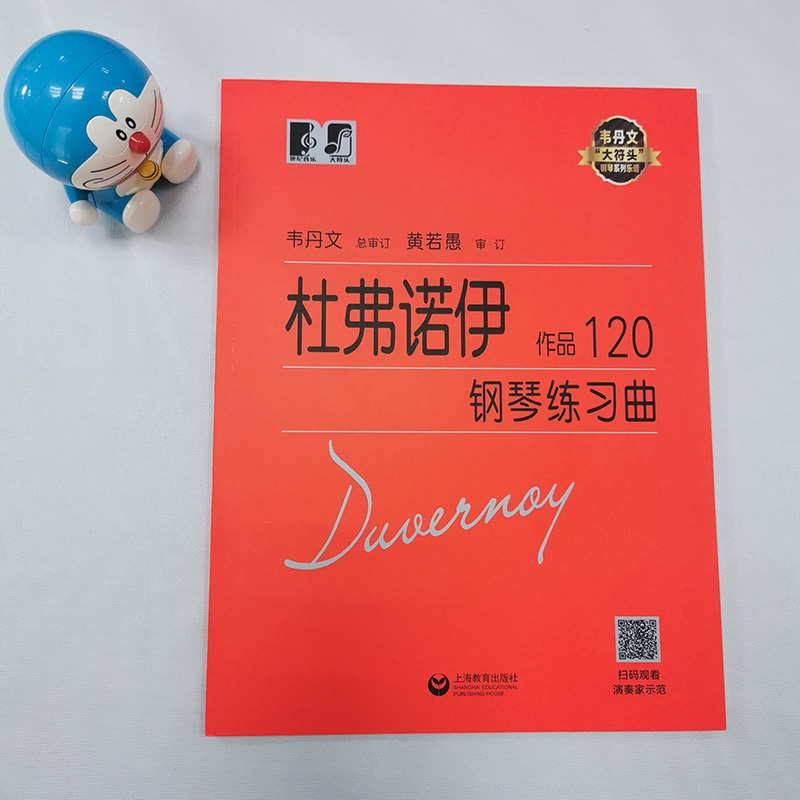 世纪音乐 大符头
韦丹文
“大符头”
钢琴系列乐谱
韦丹文 总审订 黄若愚 审订
杜弗诺伊 作品120
钢琴练习曲
Duvernoy
上海教育出版社
SHANGHAI EDUCATIONAL
PUBLISHING HOUSE
扫码观看
演奏家示范